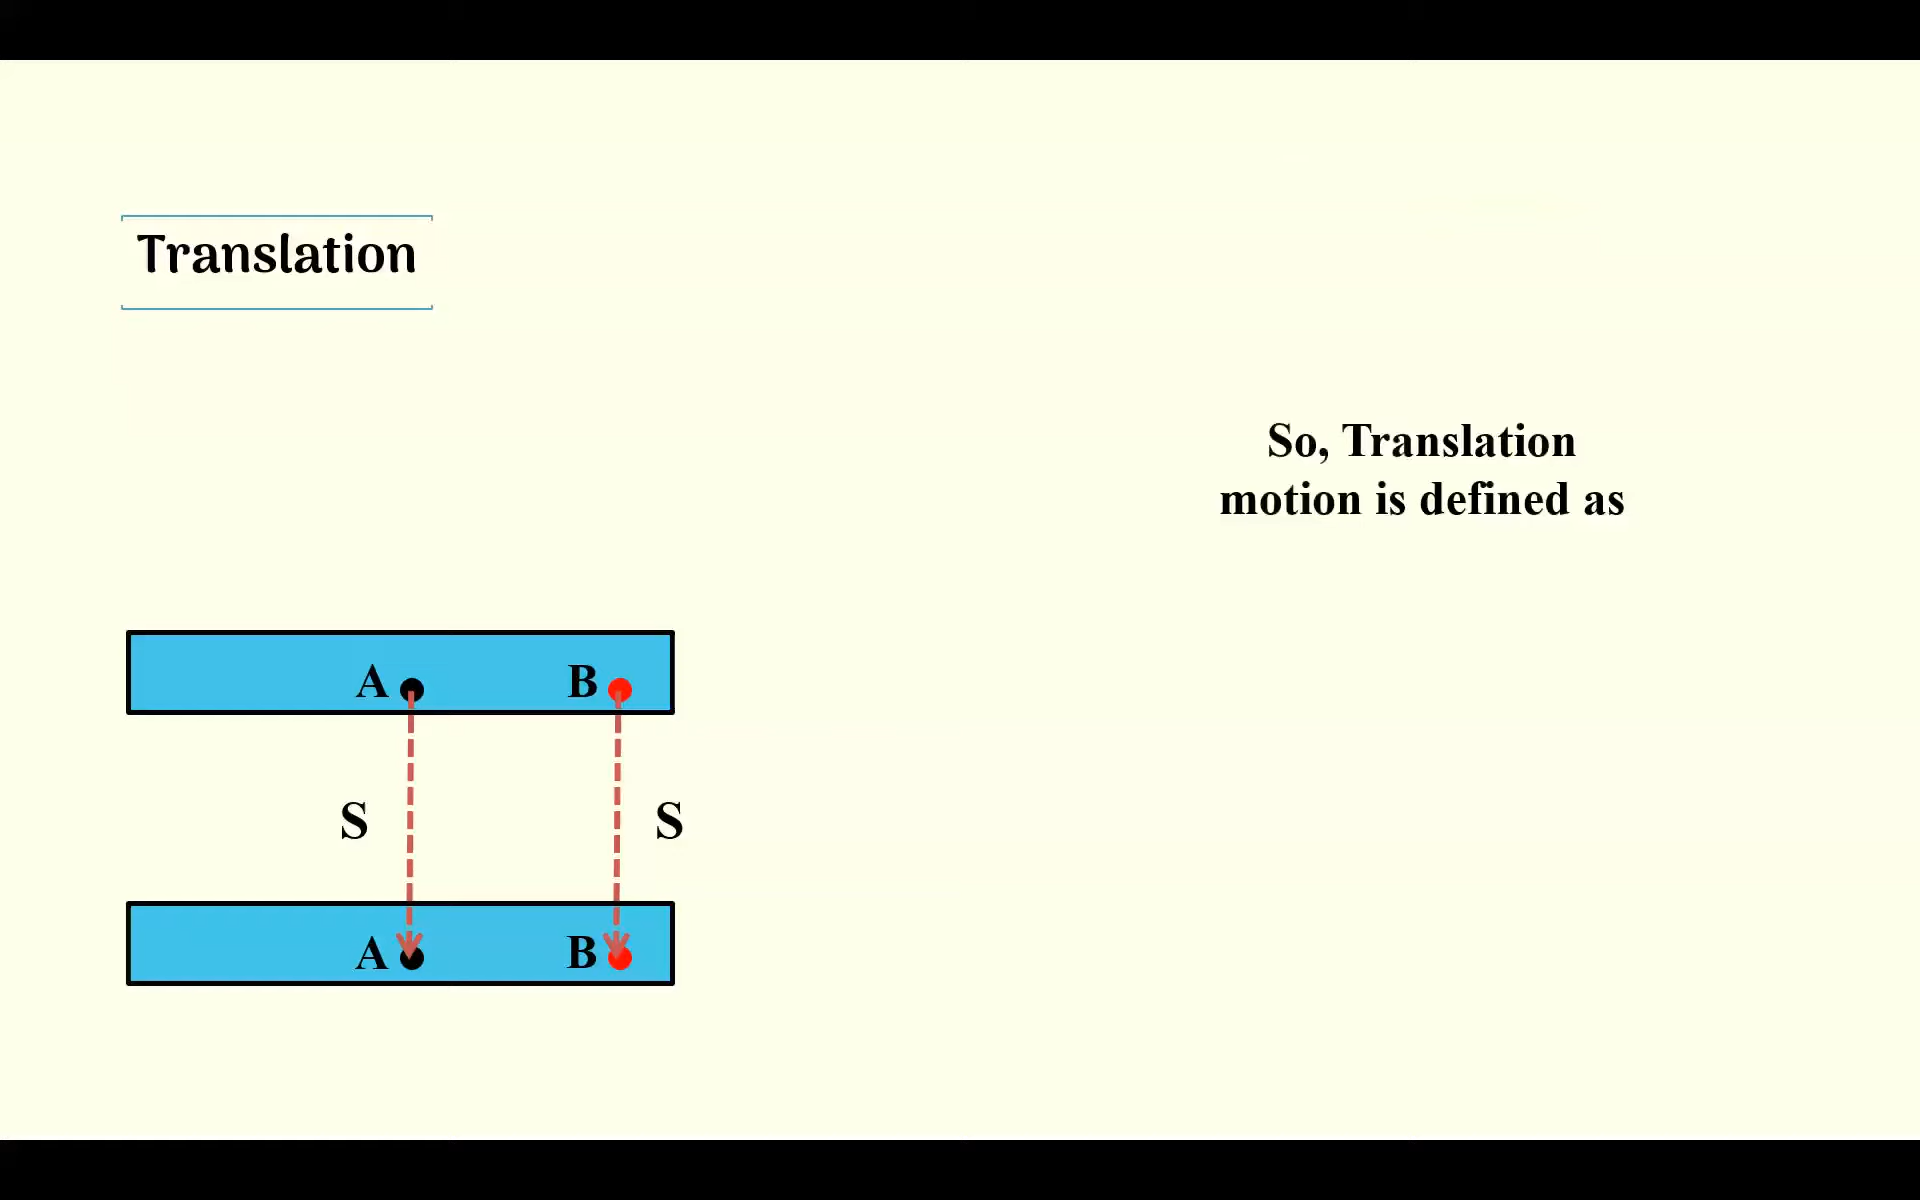 Translation
So, Translation
motion is defined as
A B
S S
A B